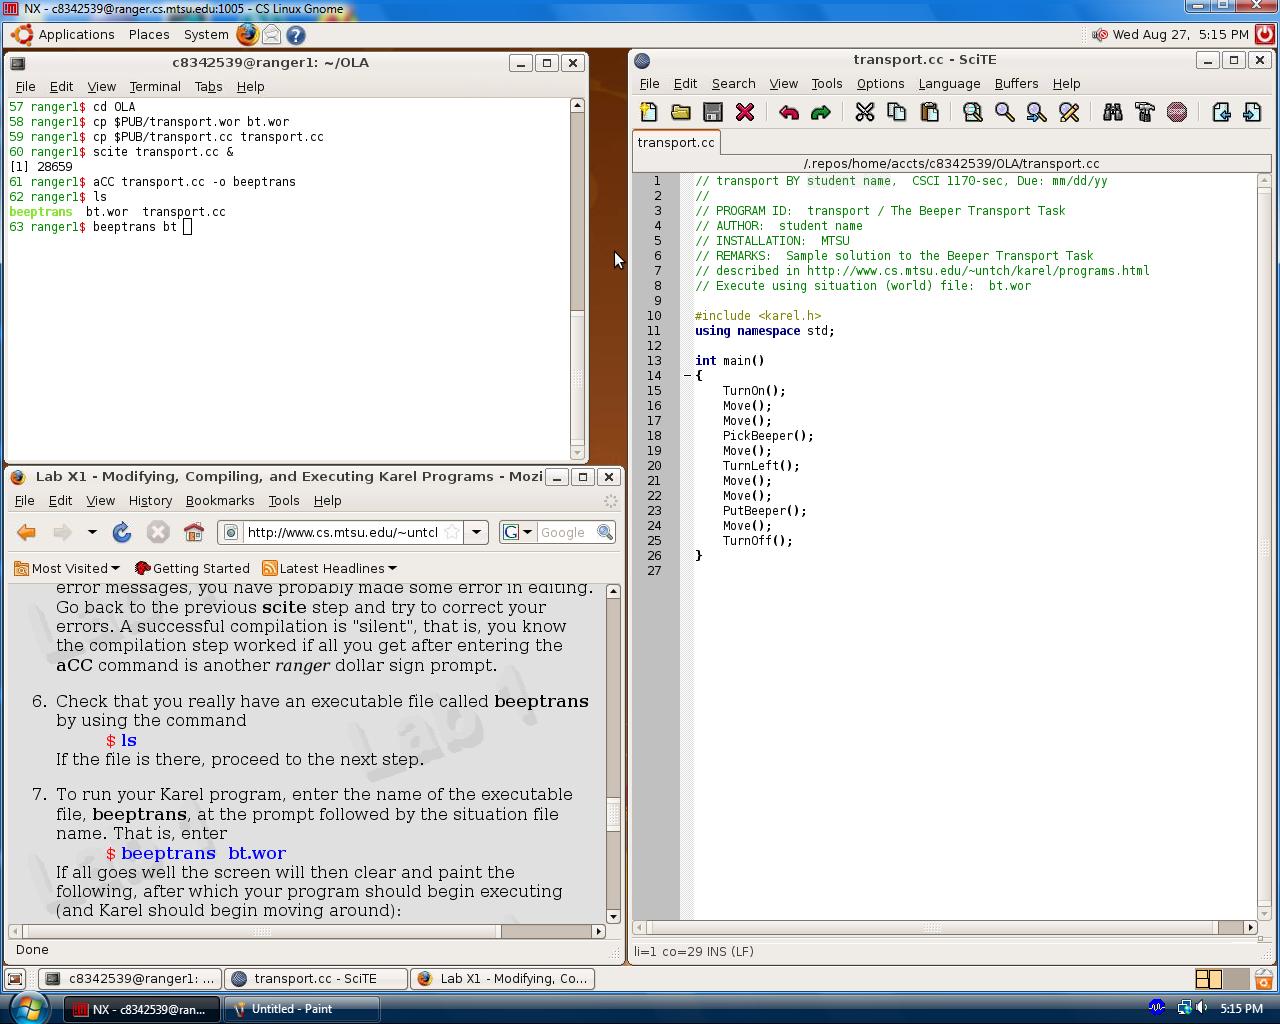 NX - c8342539@ranger.cs.mtsu.edu:1005 - CS Linux Gnome
Applications Places System
Wed Aug 27, 5:15 PM
c8342539@ranger1: ~/OLA
File Edit View Terminal Tabs Help
57 ranger1$ cd OLA
58 ranger1$ cp $PUB/transport.wor bt.wor
59 ranger1$ cp $PUB/transport.cc transport.cc
60 ranger1$ scite transport.cc &
[1] 28659
61 ranger1$ aCC transport.cc -o beeptrans
62 ranger1$ ls
beeptrans bt.wor transport.cc
63 ranger1$ beeptrans bt
Lab X1 - Modifying, Compiling, and Executing Karel Programs - Mozi
File Edit View History Bookmarks Tools Help
http://www.cs.mtsu.edu/~untcl
G Google
Most Visited Getting Started Latest Headlines
error messages, you have probably made some error in editing.
Go back to the previous scite step and try to correct your
errors. A successful compilation is "silent", that is, you know
the compilation step worked if all you get after entering the
aCC command is another ranger dollar sign prompt.
6. Check that you really have an executable file called beeptrans
by using the command
$ ls
If the file is there, proceed to the next step.
7. To run your Karel program, enter the name of the executable
file, beeptrans, at the prompt followed by the situation file
name. That is, enter
$ beeptrans bt.wor
If all goes well the screen will then clear and paint the
following, after which your program should begin executing
(and Karel should begin moving around):
Lab 1
Done
transport.cc - SciTE
File Edit Search View Tools Options Language Buffers Help
transport.cc
/.repos/home/accts/c8342539/OLA/transport.cc
1 // transport BY student name, CSCI 1170-sec, Due: mm/dd/yy
2 //
3 // PROGRAM ID: transport / The Beeper Transport Task
4 // AUTHOR: student name
5 // INSTALLATION: MTSU
6 // REMARKS: Sample solution to the Beeper Transport Task
7 // described in http://www.cs.mtsu.edu/~untch/karel/programs.html
8 // Execute using situation (world) file: bt.wor
9
10 #include <karel.h>
11 using namespace std;
12
13 int main()
14 {
15 TurnOn();
16 Move();
17 Move();
18 PickBeeper();
19 Move();
20 TurnLeft();
21 Move();
22 Move();
23 PutBeeper();
24 Move();
25 TurnOff();
26 }
27
li=1 co=29 INS (LF)
c8342539@ranger1: ...
transport.cc - SciTE
Lab X1 - Modifying, Co...
NX - c8342539@ran...
Untitled - Paint
5:15 PM